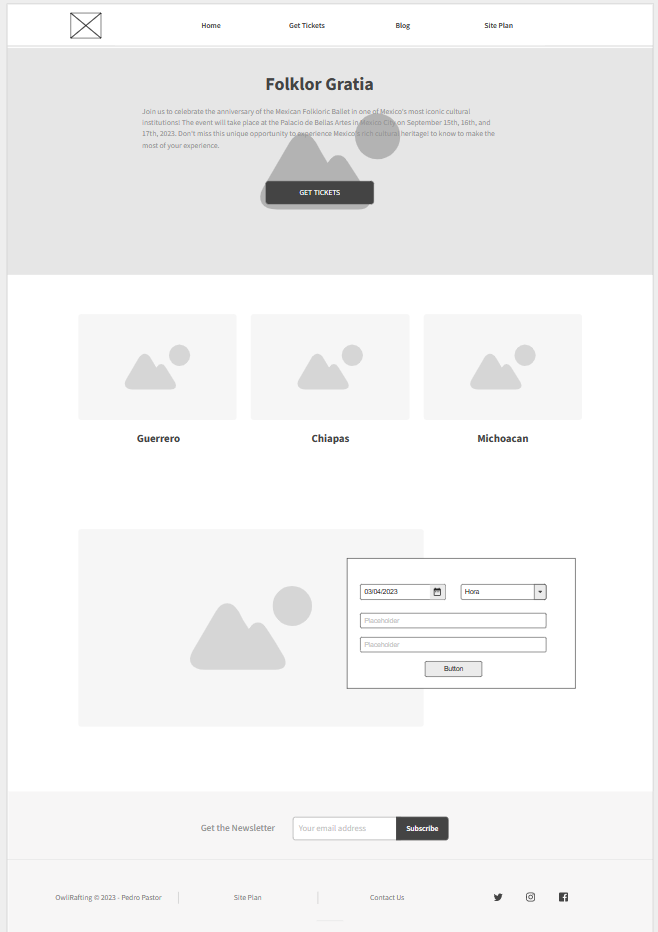 Home Get Tickets Blog Site Plan
Folklor Gratia
Join us to celebrate the anniversary of the Mexican Folkloric Ballet in one of Mexico's most iconic cultural
institutions! The event will take place at the Palacio de Bellas Artes in Mexico City on September 15th, 16th, and
17th, 2023. Don't miss this unique opportunity to experience Mexico's rich cultural heritage! to know to make the
most of your experience.
GET TICKETS
Guerrero Chiapas Michoacan
03/04/2023 Hora
Placeholder
Placeholder
Button
Get the Newsletter Your email address Subscribe
OwlRafting © 2023 - Pedro Pastor Site Plan Contact Us